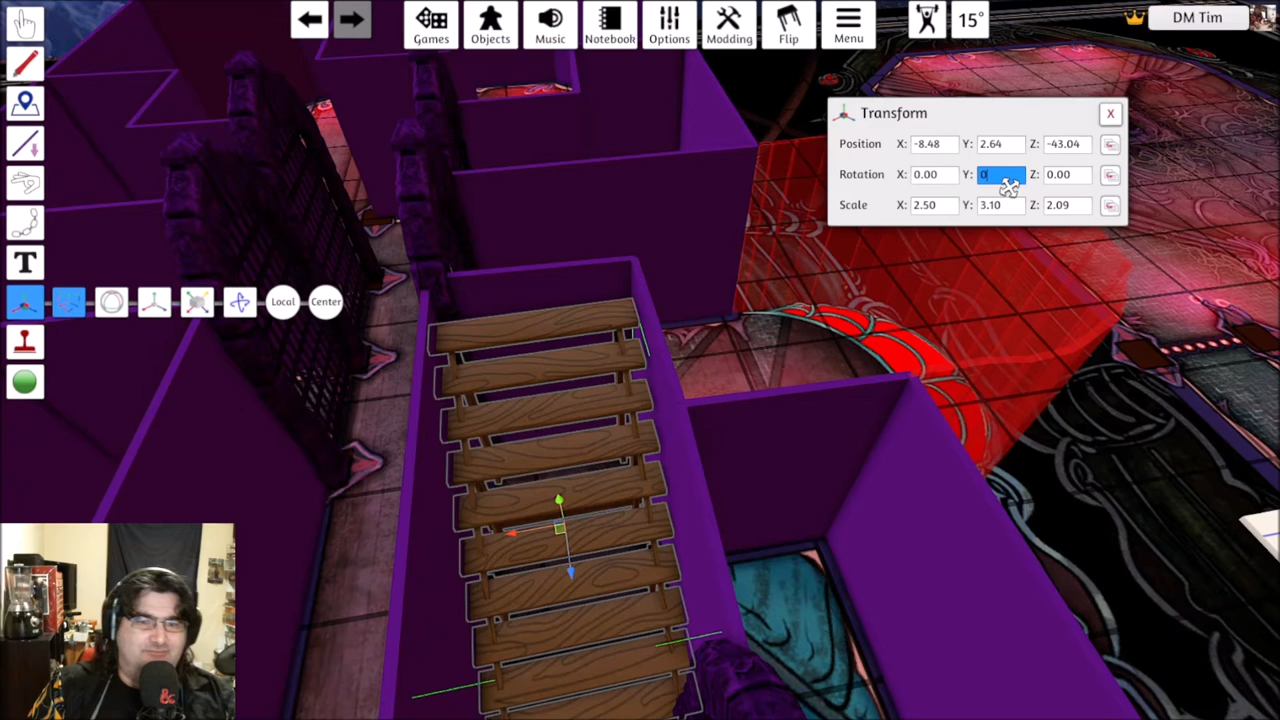 Games
Objects
Music
Notebook
Options
Modding
Flip
Menu
15°
DM Tim
Transform
X
Position X: -8.48 Y: 2.64 Z: -43.04
Rotation X: 0.00 Y: 0 Z: 0.00
Scale X: 2.50 Y: 3.10 Z: 2.09
T
Local
Center